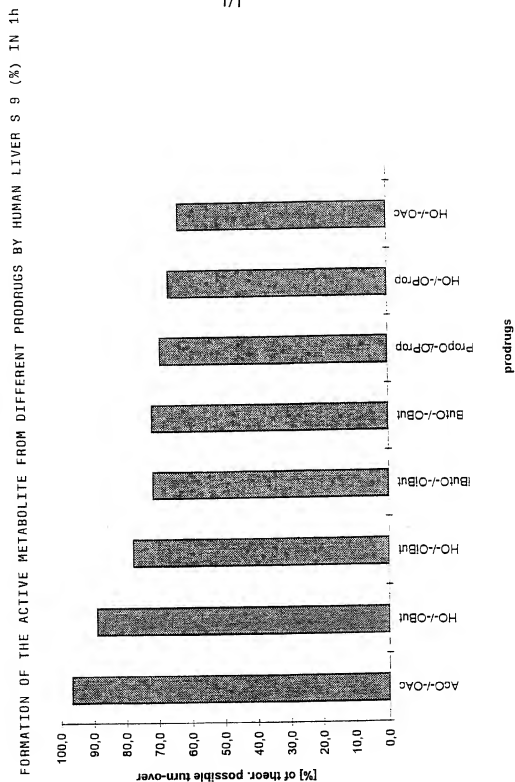 1/1
FORMATION OF THE ACTIVE METABOLITE FROM DIFFERENT PRODRUGS BY HUMAN LIVER S 9 (%) IN 1h
[%] of theor. possible turn-over
100,0
90,0
80,0
70,0
60,0
50,0
40,0
30,0
20,0
10,0
0,0
AcO-/-OAc
HO-/-OBut
HO-/-OiBut
iButO-/-OiBut
ButO-/-OBut
PropO-/-OProp
HO-/-OProp
HO-/-OAc
prodrugs